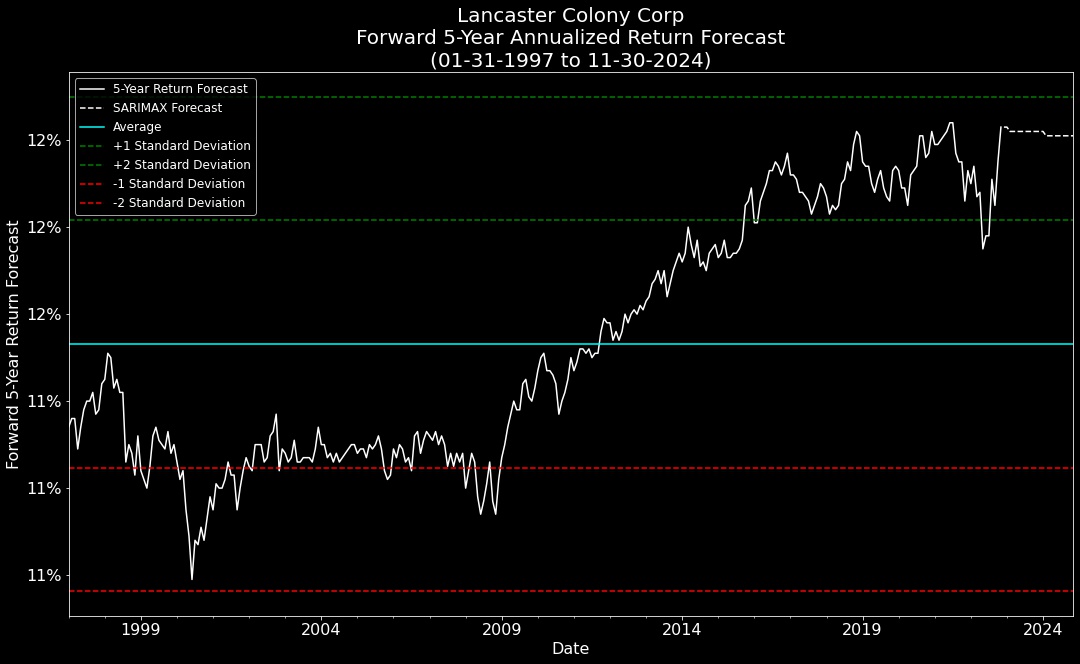 Lancaster Colony Corp
Forward 5-Year Annualized Return Forecast
(01-31-1997 to 11-30-2024)
5-Year Return Forecast
SARIMAX Forecast
Average
+1 Standard Deviation
+2 Standard Deviation
-1 Standard Deviation
-2 Standard Deviation
Forward 5-Year Return Forecast
12%
12%
12%
11%
11%
11%
1999
2004
2009
2014
2019
2024
Date